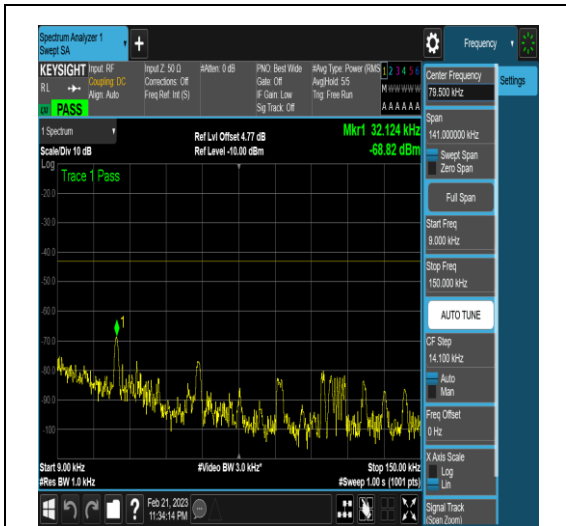 Spectrum Analyzer 1
Swept SA
+
Frequency
KEYSIGHT
RL
PASS
Input: RF
Coupling: DC
Align: Auto
Input Z: 50 Ω
Corrections: Off
Freq Ref: Int (S)
#Atten: 0 dB
PNO: Best Wide
Gate: Off
IF Gain: Low
Sig Track: Off
#Avg Type: Power (RMS
Avg|Hold: 5/5
Trig: Free Run
1 2 3 4 5 6
M W W W W W
A A A A A A
1 Spectrum
Scale/Div 10 dB
Ref Lvl Offset 4.77 dB
Ref Level -10.00 dBm
Mkr1 32.124 kHz
-68.82 dBm
Log
Trace 1 Pass
-20.0
-30.0
-40.0
-50.0
-60.0
-70.0
-80.0
-90.0
-100
1
Start 9.00 kHz
#Res BW 1.0 kHz
#Video BW 3.0 kHz*
Stop 150.00 kHz
#Sweep 1.00 s (1001 pts)
Center Frequency
79.500 kHz
Settings
Span
141.000000 kHz
Swept Span
Zero Span
Full Span
Start Freq
9.000 kHz
Stop Freq
150.000 kHz
AUTO TUNE
CF Step
14.100 kHz
Auto
Man
Freq Offset
0 Hz
X Axis Scale
Log
Lin
Signal Track
(Span Zoom)
?
Feb 21, 2023
11:34:14 PM